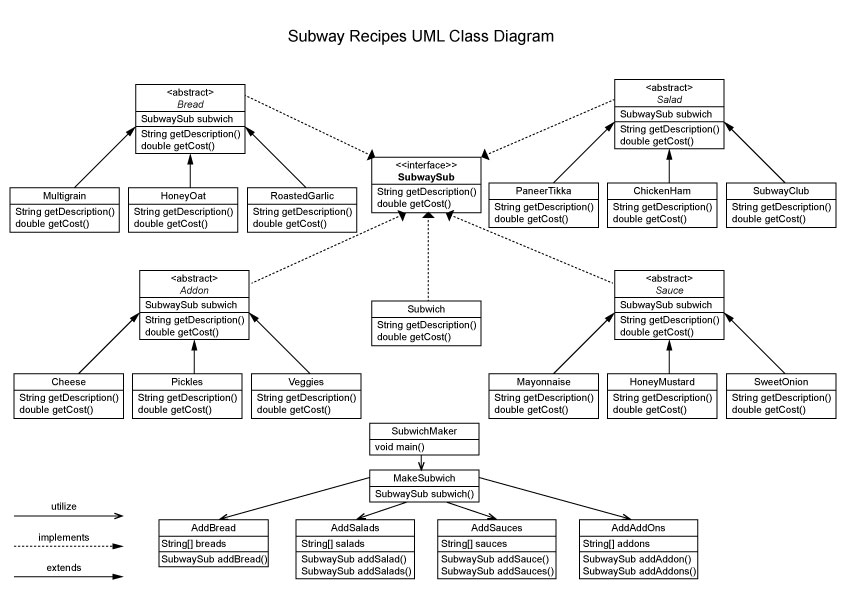 Subway Recipes UML Class Diagram
<abstract>
Bread
SubwaySub subwich
String getDescription()
double getCost()
<abstract>
Salad
SubwaySub subwich
String getDescription()
double getCost()
<<interface>>
SubwaySub
String getDescription()
double getCost()
Multigrain
String getDescription()
double getCost()
HoneyOat
String getDescription()
double getCost()
RoastedGarlic
String getDescription()
double getCost()
PaneerTikka
String getDescription()
double getCost()
ChickenHam
String getDescription()
double getCost()
SubwayClub
String getDescription()
double getCost()
<abstract>
Addon
SubwaySub subwich
String getDescription()
double getCost()
Subwich
String getDescription()
double getCost()
<abstract>
Sauce
SubwaySub subwich
String getDescription()
double getCost()
Cheese
String getDescription()
double getCost()
Pickles
String getDescription()
double getCost()
Veggies
String getDescription()
double getCost()
Mayonnaise
String getDescription()
double getCost()
HoneyMustard
String getDescription()
double getCost()
SweetOnion
String getDescription()
double getCost()
SubwichMaker
void main()
MakeSubwich
SubwaySub subwich()
utilize
implements
extends
AddBread
String[] breads
SubwaySub addBread()
AddSalads
String[] salads
SubwaySub addSalad()
SubwaySub addSalads()
AddSauces
String[] sauces
SubwaySub addSauce()
SubwaySub addSauces()
AddAddOns
String[] addons
SubwaySub addAddon()
SubwaySub addAddons()